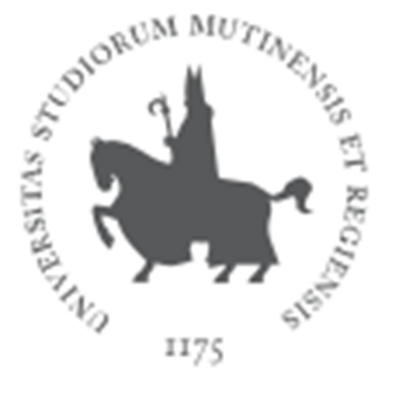 UNIVERSITAS STUDIORUM MUTINENSIS ET REGIENSIS
1175